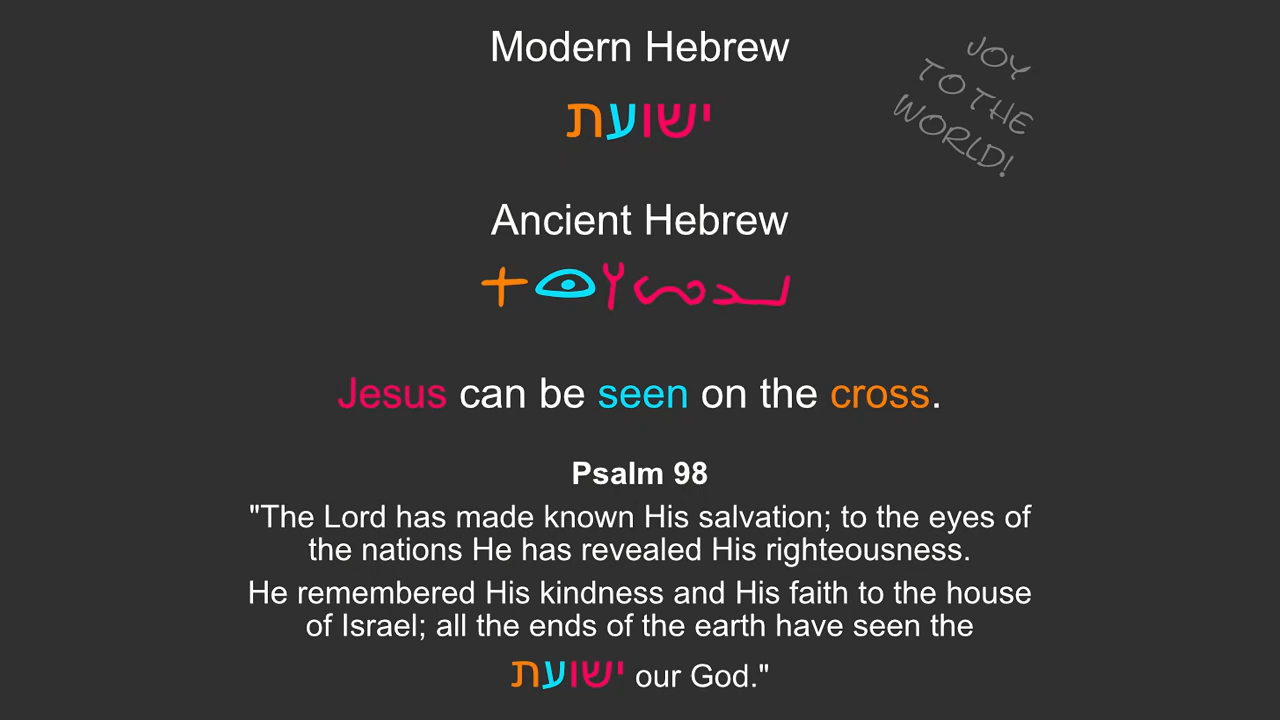 Modern Hebrew
ישועת
JOY
TO THE
WORLD!
Ancient Hebrew
Jesus can be seen on the cross.
Psalm 98
"The Lord has made known His salvation; to the eyes of
the nations He has revealed His righteousness.
He remembered His kindness and His faith to the house
of Israel; all the ends of the earth have seen the
ישועת our God."